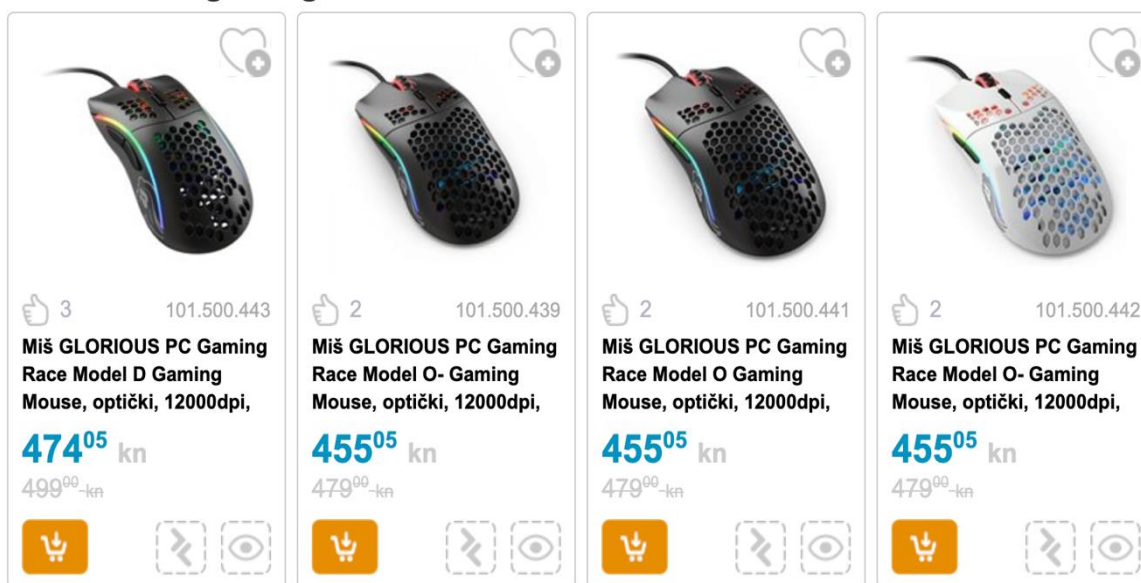 3
101.500.443
Miš GLORIOUS PC Gaming
Race Model D Gaming
Mouse, optički, 12000dpi,
47405 kn
49900 kn
2
101.500.439
Miš GLORIOUS PC Gaming
Race Model O- Gaming
Mouse, optički, 12000dpi,
45505 kn
47900 kn
2
101.500.441
Miš GLORIOUS PC Gaming
Race Model O Gaming
Mouse, optički, 12000dpi,
45505 kn
47900 kn
2
101.500.442
Miš GLORIOUS PC Gaming
Race Model O- Gaming
Mouse, optički, 12000dpi,
45505 kn
47900 kn